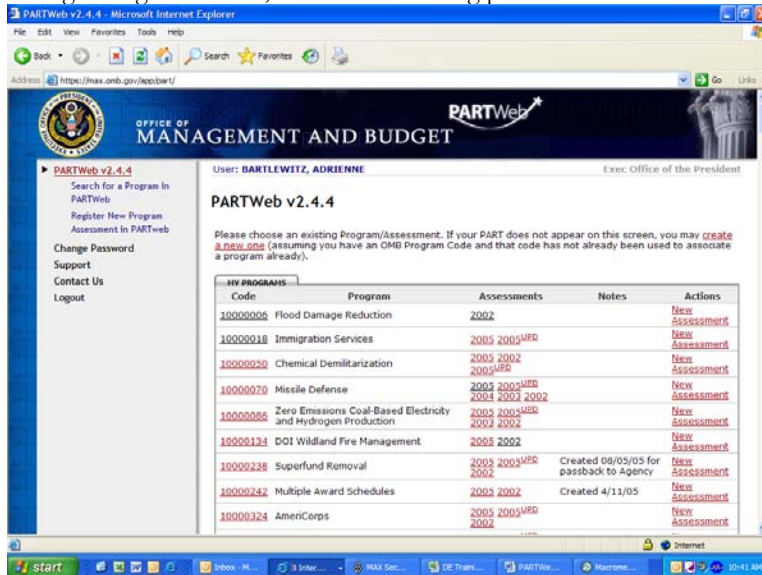 PARTWeb v2.4.4 - Microsoft Internet Explorer
File Edit View Favorites Tools Help
Back Search Favorites
Address https://max.omb.gov/app/part/ Go Links
OFFICE OF
MANAGEMENT AND BUDGET
PARTWeb
PARTWeb v2.4.4
Search for a Program in
PARTWeb
Register New Program
Assessment in PARTweb
Change Password
Support
Contact Us
Logout
User: BARTLEWITZ, ADRIENNE Exec Office of the President
PARTWeb v2.4.4
Please choose an existing Program/Assessment. If your PART does not appear on this screen, you may create
a new one (assuming you have an OMB Program Code and that code has not already been used to associate
a program already).
MY PROGRAMS
Code Program Assessments Notes Actions
10000006 Flood Damage Reduction 2002 New Assessment
10000018 Immigration Services 2005 2005UPD New Assessment
10000050 Chemical Demilitarization 2005 2002 2005UPD New Assessment
10000070 Missile Defense 2005 2005UPD 2004 2003 2002 New Assessment
10000086 Zero Emissions Coal-Based Electricity and Hydrogen Production 2005 2005UPD 2003 2002 New Assessment
10000134 DOI Wildland Fire Management 2005 2002 New Assessment
10000238 Superfund Removal 2005 2005UPD 2002 Created 08/05/05 for passback to Agency New Assessment
10000242 Multiple Award Schedules 2005 2002 Created 4/11/05 New Assessment
10000324 AmeriCorps 2005 2005UPD 2002 New Assessment
Internet
start Inbox - M... 3 Inter... MAX Sec... DE Traini... PARTWe... Macrome... 10:41 AM